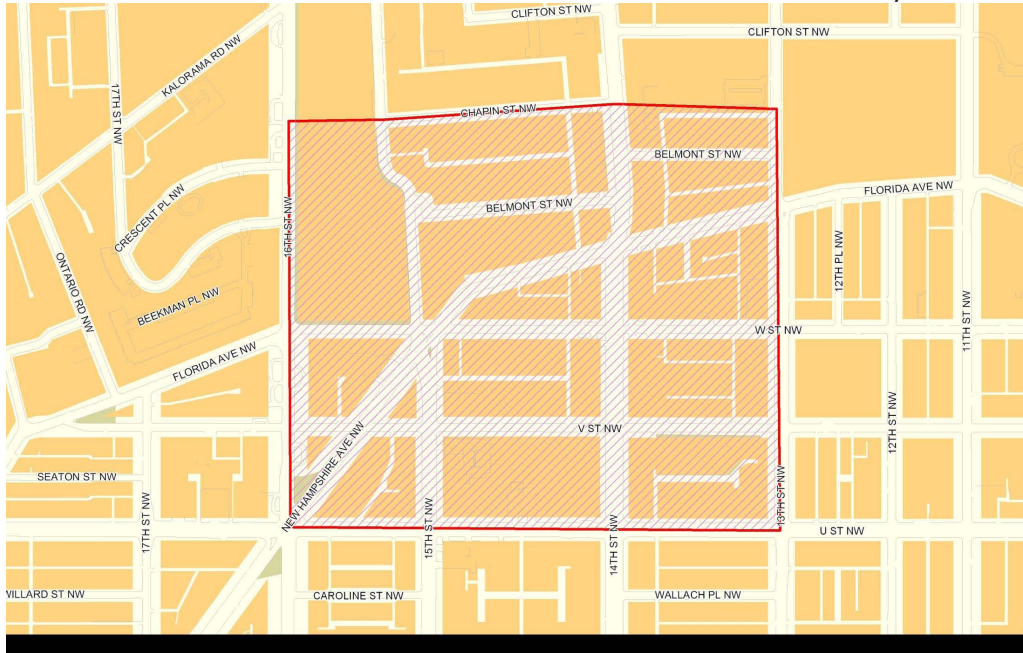 CLIFTON ST NW
CLIFTON ST NW
KALORAMA RD NW
17TH ST NW
CHAPIN ST NW
BELMONT ST NW
FLORIDA AVE NW
CRESCENT PL NW
16TH ST NW
BELMONT ST NW
12TH PL NW
ONTARIO RD NW
BEEKMAN PL NW
W ST NW
11TH ST NW
FLORIDA AVE NW
12TH ST NW
V ST NW
NEW HAMPSHIRE AVE NW
SEATON ST NW
17TH ST NW
15TH ST NW
14TH ST NW
13TH ST NW
U ST NW
WILLARD ST NW
CAROLINE ST NW
WALLACH PL NW